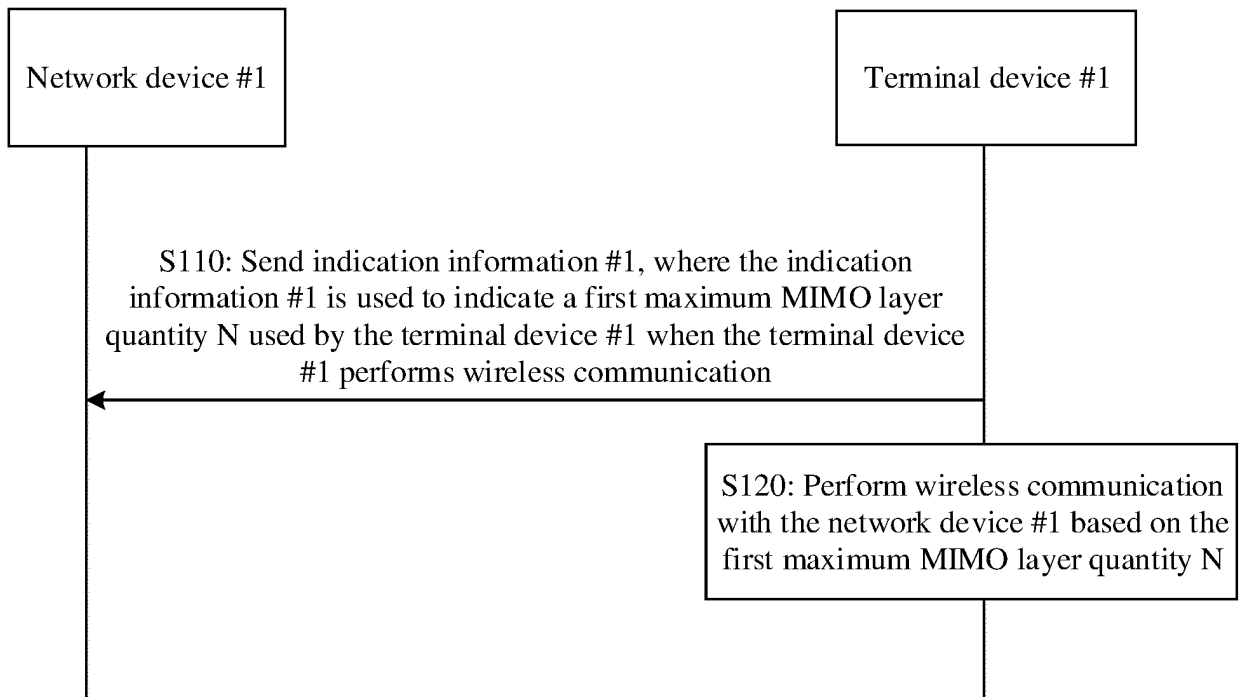 Network device #1
Terminal device #1
S110: Send indication information #1, where the indication
information #1 is used to indicate a first maximum MIMO layer
quantity N used by the terminal device #1 when the terminal device
#1 performs wireless communication
S120: Perform wireless communication
with the network device #1 based on the
first maximum MIMO layer quantity N